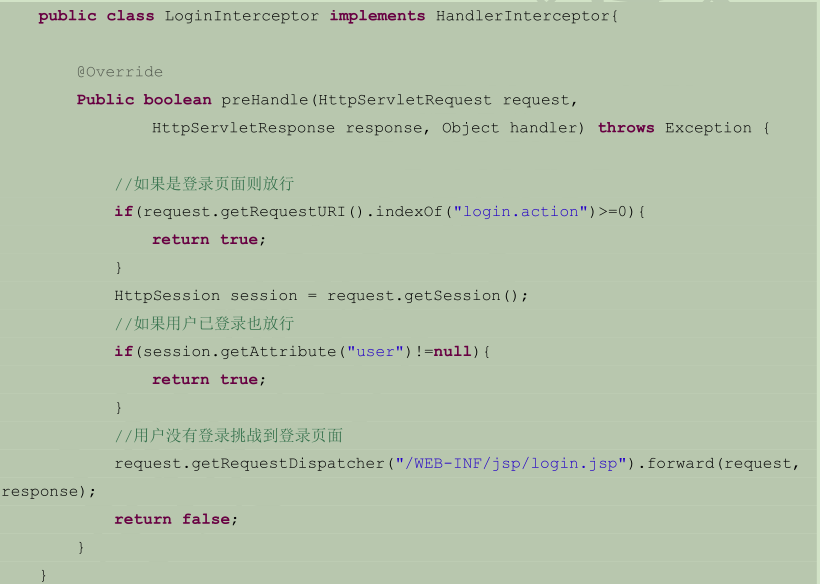 public class LoginInterceptor implements HandlerInterceptor{
@Override
Public boolean preHandle(HttpServletRequest request,
HttpServletResponse response, Object handler) throws Exception {
//如果是登录页面则放行
if(request.getRequestURI().indexOf("login.action")>=0){
return true;
}
HttpSession session = request.getSession();
//如果用户已登录也放行
if(session.getAttribute("user")!=null){
return true;
}
//用户没有登录挑战到登录页面
request.getRequestDispatcher("/WEB-INF/jsp/login.jsp").forward(request,
response);
return false;
}
}